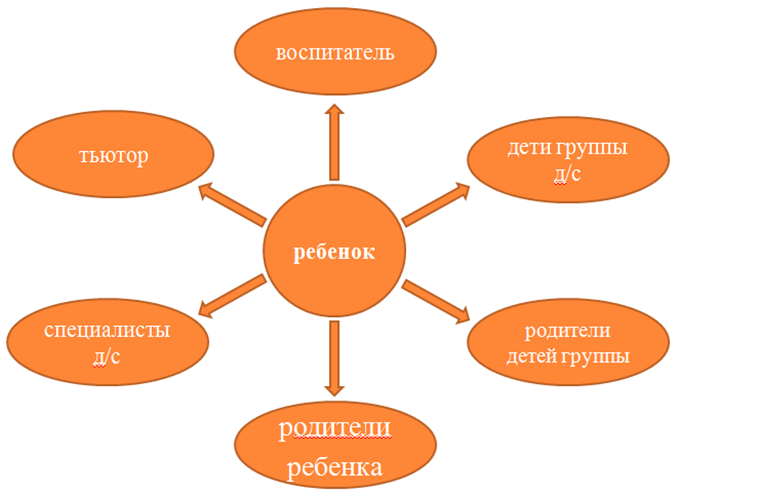 воспитатель
тьютор
дети группы
д/с
ребенок
специалисты
д/с
родители
детей группы
родители
ребенка